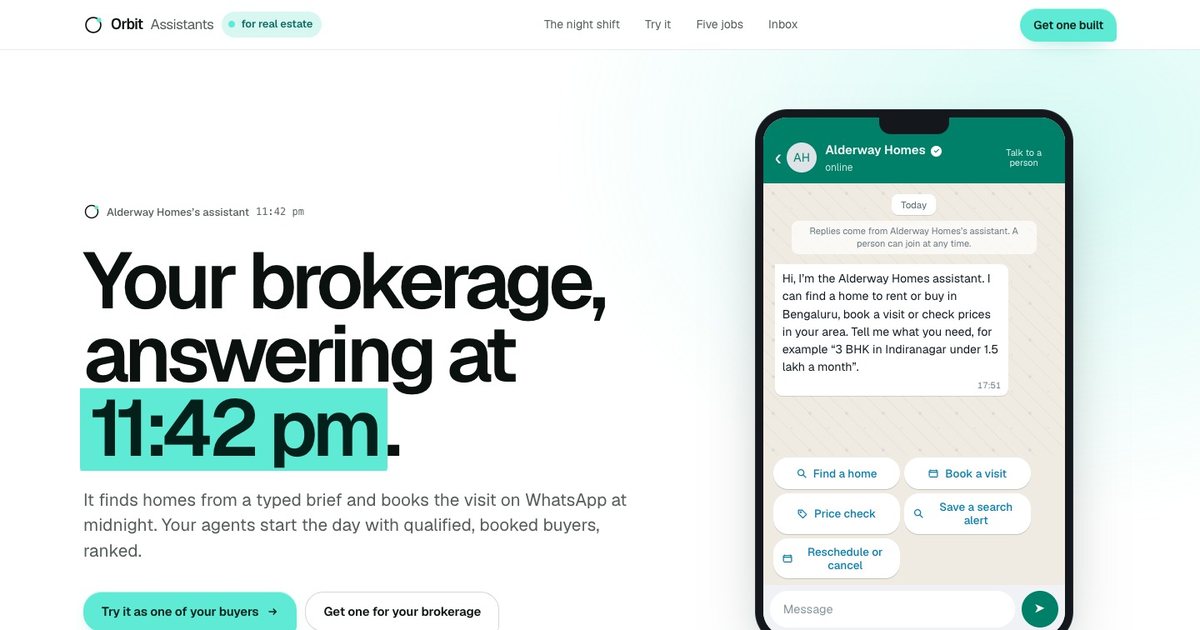 Orbit Assistants for real estate
The night shift Try it Five jobs Inbox
Get one built
Alderway Homes's assistant 11:42 pm
Your brokerage,
answering at
11:42 pm.
It finds homes from a typed brief and books the visit on WhatsApp at
midnight. Your agents start the day with qualified, booked buyers,
ranked.
Try it as one of your buyers →
Get one for your brokerage
AH
Alderway Homes
online
Talk to a
person
Today
Replies come from Alderway Homes's assistant. A
person can join at any time.
Hi, I’m the Alderway Homes assistant. I
can find a home to rent or buy in
Bengaluru, book a visit or check prices
in your area. Tell me what you need, for
example “3 BHK in Indiranagar under 1.5
lakh a month”.
17:51
Find a home
Book a visit
Price check
Save a search
alert
Reschedule or
cancel
Message